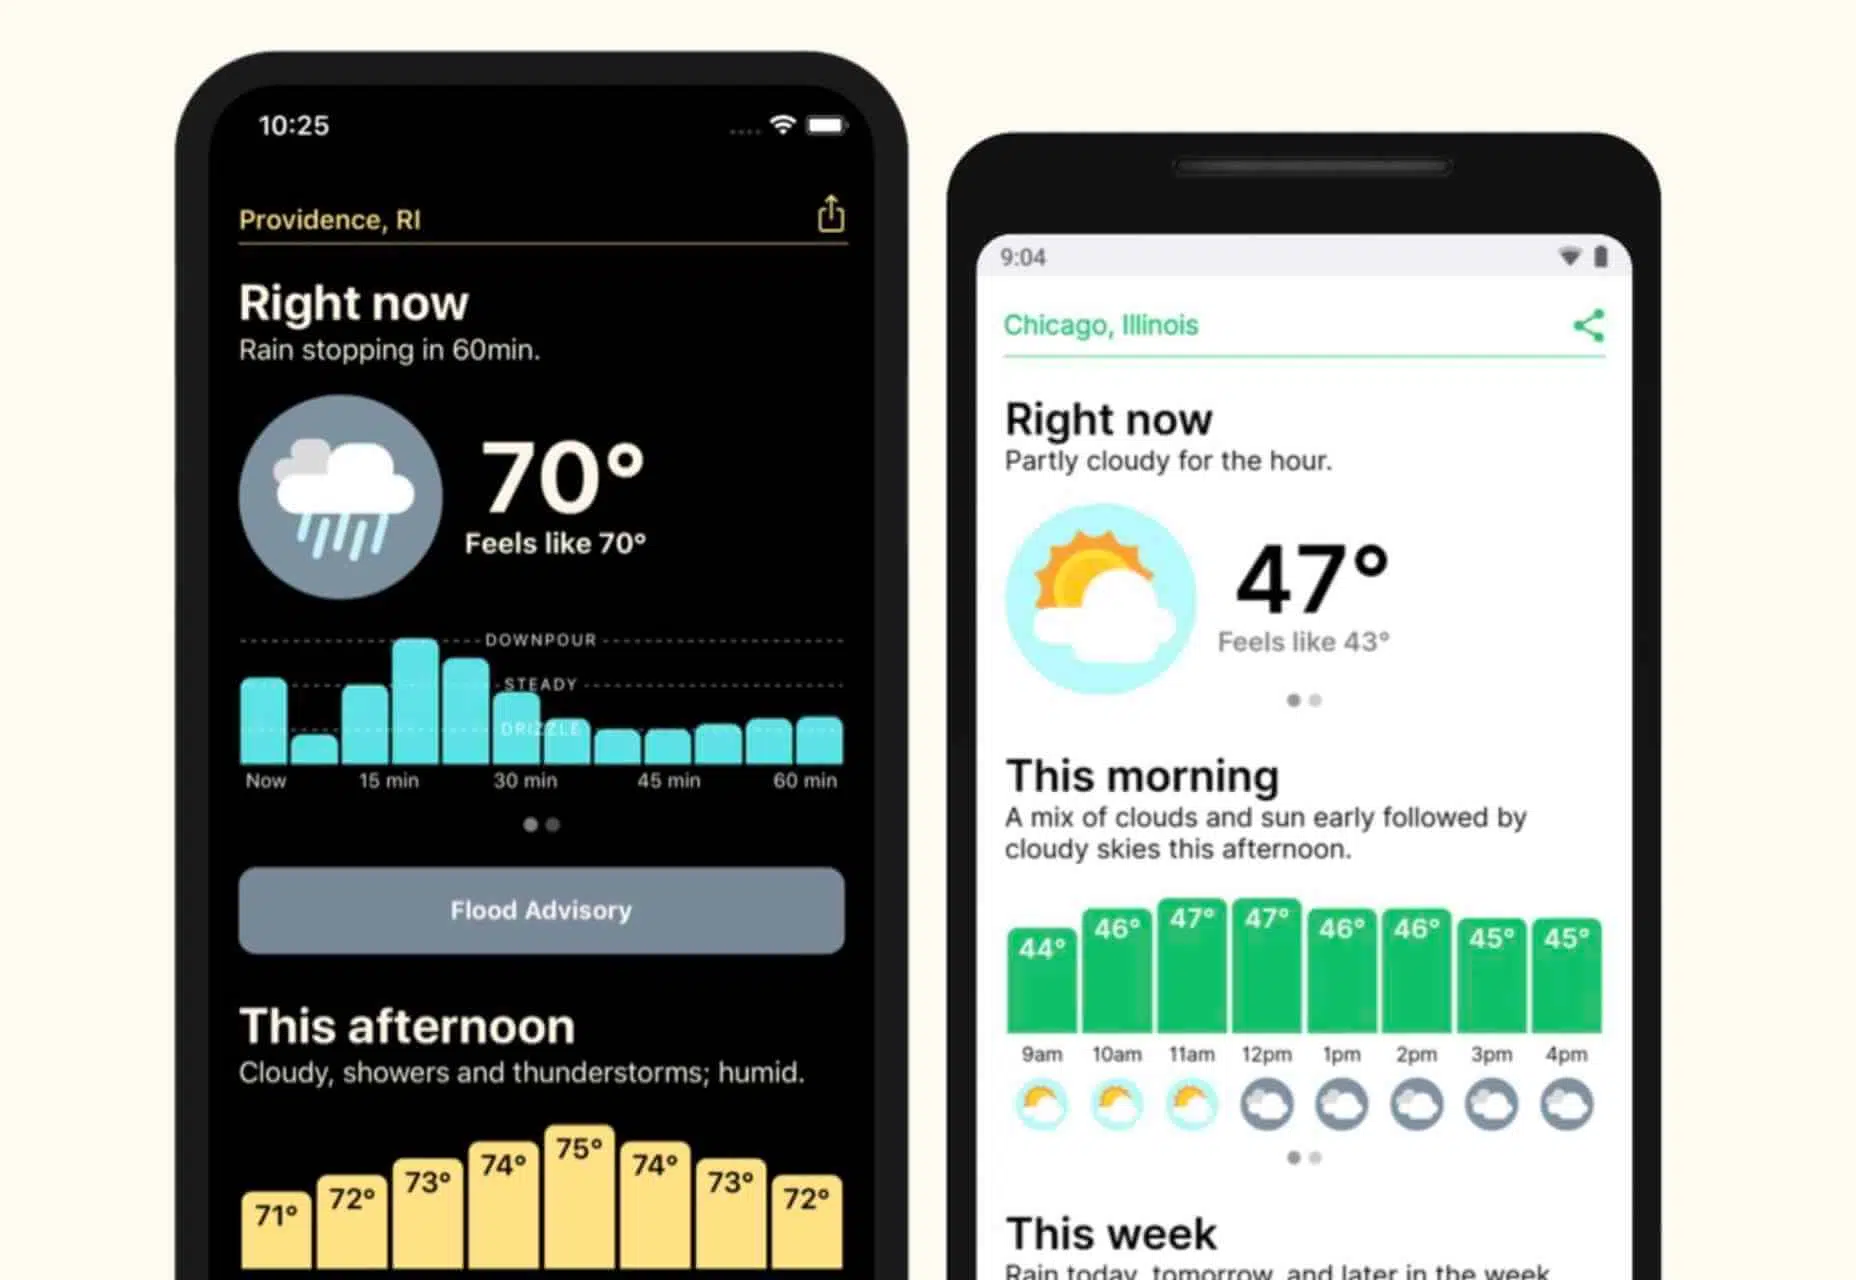 10:25
Providence, RI
Right now
Rain stopping in 60min.
70°
Feels like 70°
DOWNPOUR
STEADY
DRIZZLE
Now 15 min 30 min 45 min 60 min
Flood Advisory
This afternoon
Cloudy, showers and thunderstorms; humid.
71° 72° 73° 74° 75° 74° 73° 72°
9:04
Chicago, Illinois
Right now
Partly cloudy for the hour.
47°
Feels like 43°
This morning
A mix of clouds and sun early followed by
cloudy skies this afternoon.
44° 46° 47° 47° 46° 46° 45° 45°
9am 10am 11am 12pm 1pm 2pm 3pm 4pm
This week
Rain today, tomorrow, and later in the week